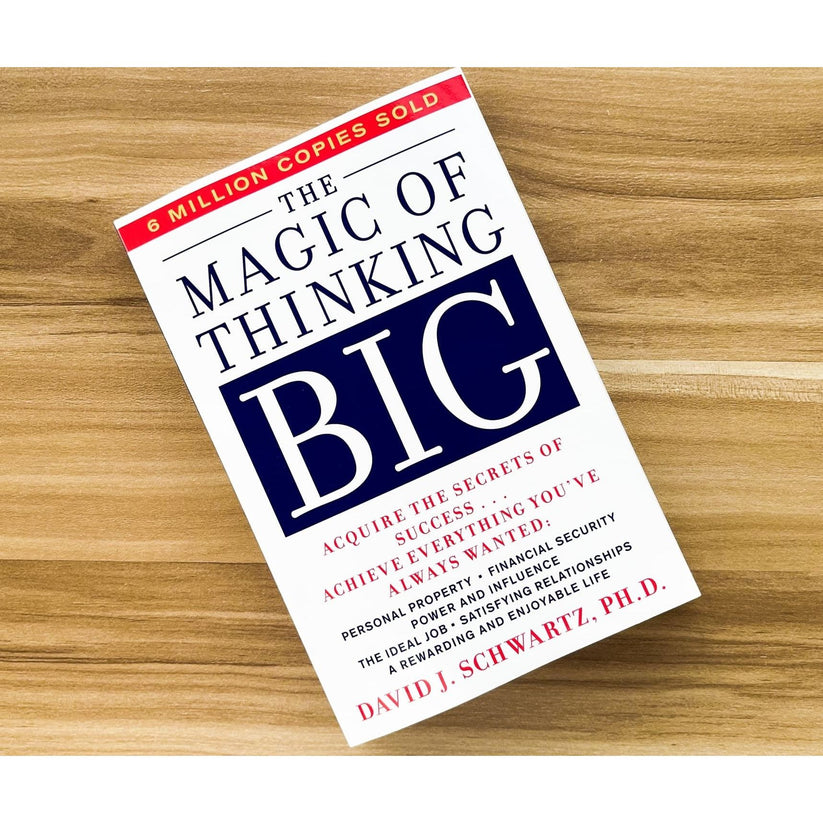 6 MILLION COPIES SOLD
THE
MAGIC OF
THINKING
BIG
ACQUIRE THE SECRETS OF
SUCCESS . . .
ACHIEVE EVERYTHING YOU'VE
ALWAYS WANTED:
PERSONAL PROPERTY • FINANCIAL SECURITY
POWER AND INFLUENCE
THE IDEAL JOB • SATISFYING RELATIONSHIPS
A REWARDING AND ENJOYABLE LIFE
DAVID J. SCHWARTZ, PH.D.